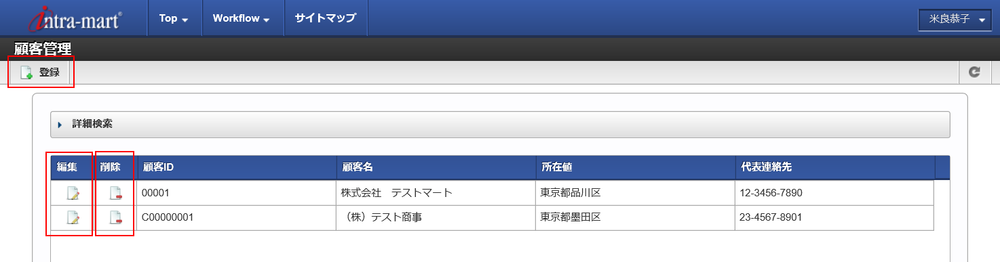 intra-mart® Top Workflow サイトマップ 米良恭子
顧客管理
登録
詳細検索
編集 削除 顧客ID 顧客名 所在値 代表連絡先
00001 株式会社　テストマート 東京都品川区 12-3456-7890
C00000001 （株）テスト商事 東京都墨田区 23-4567-8901